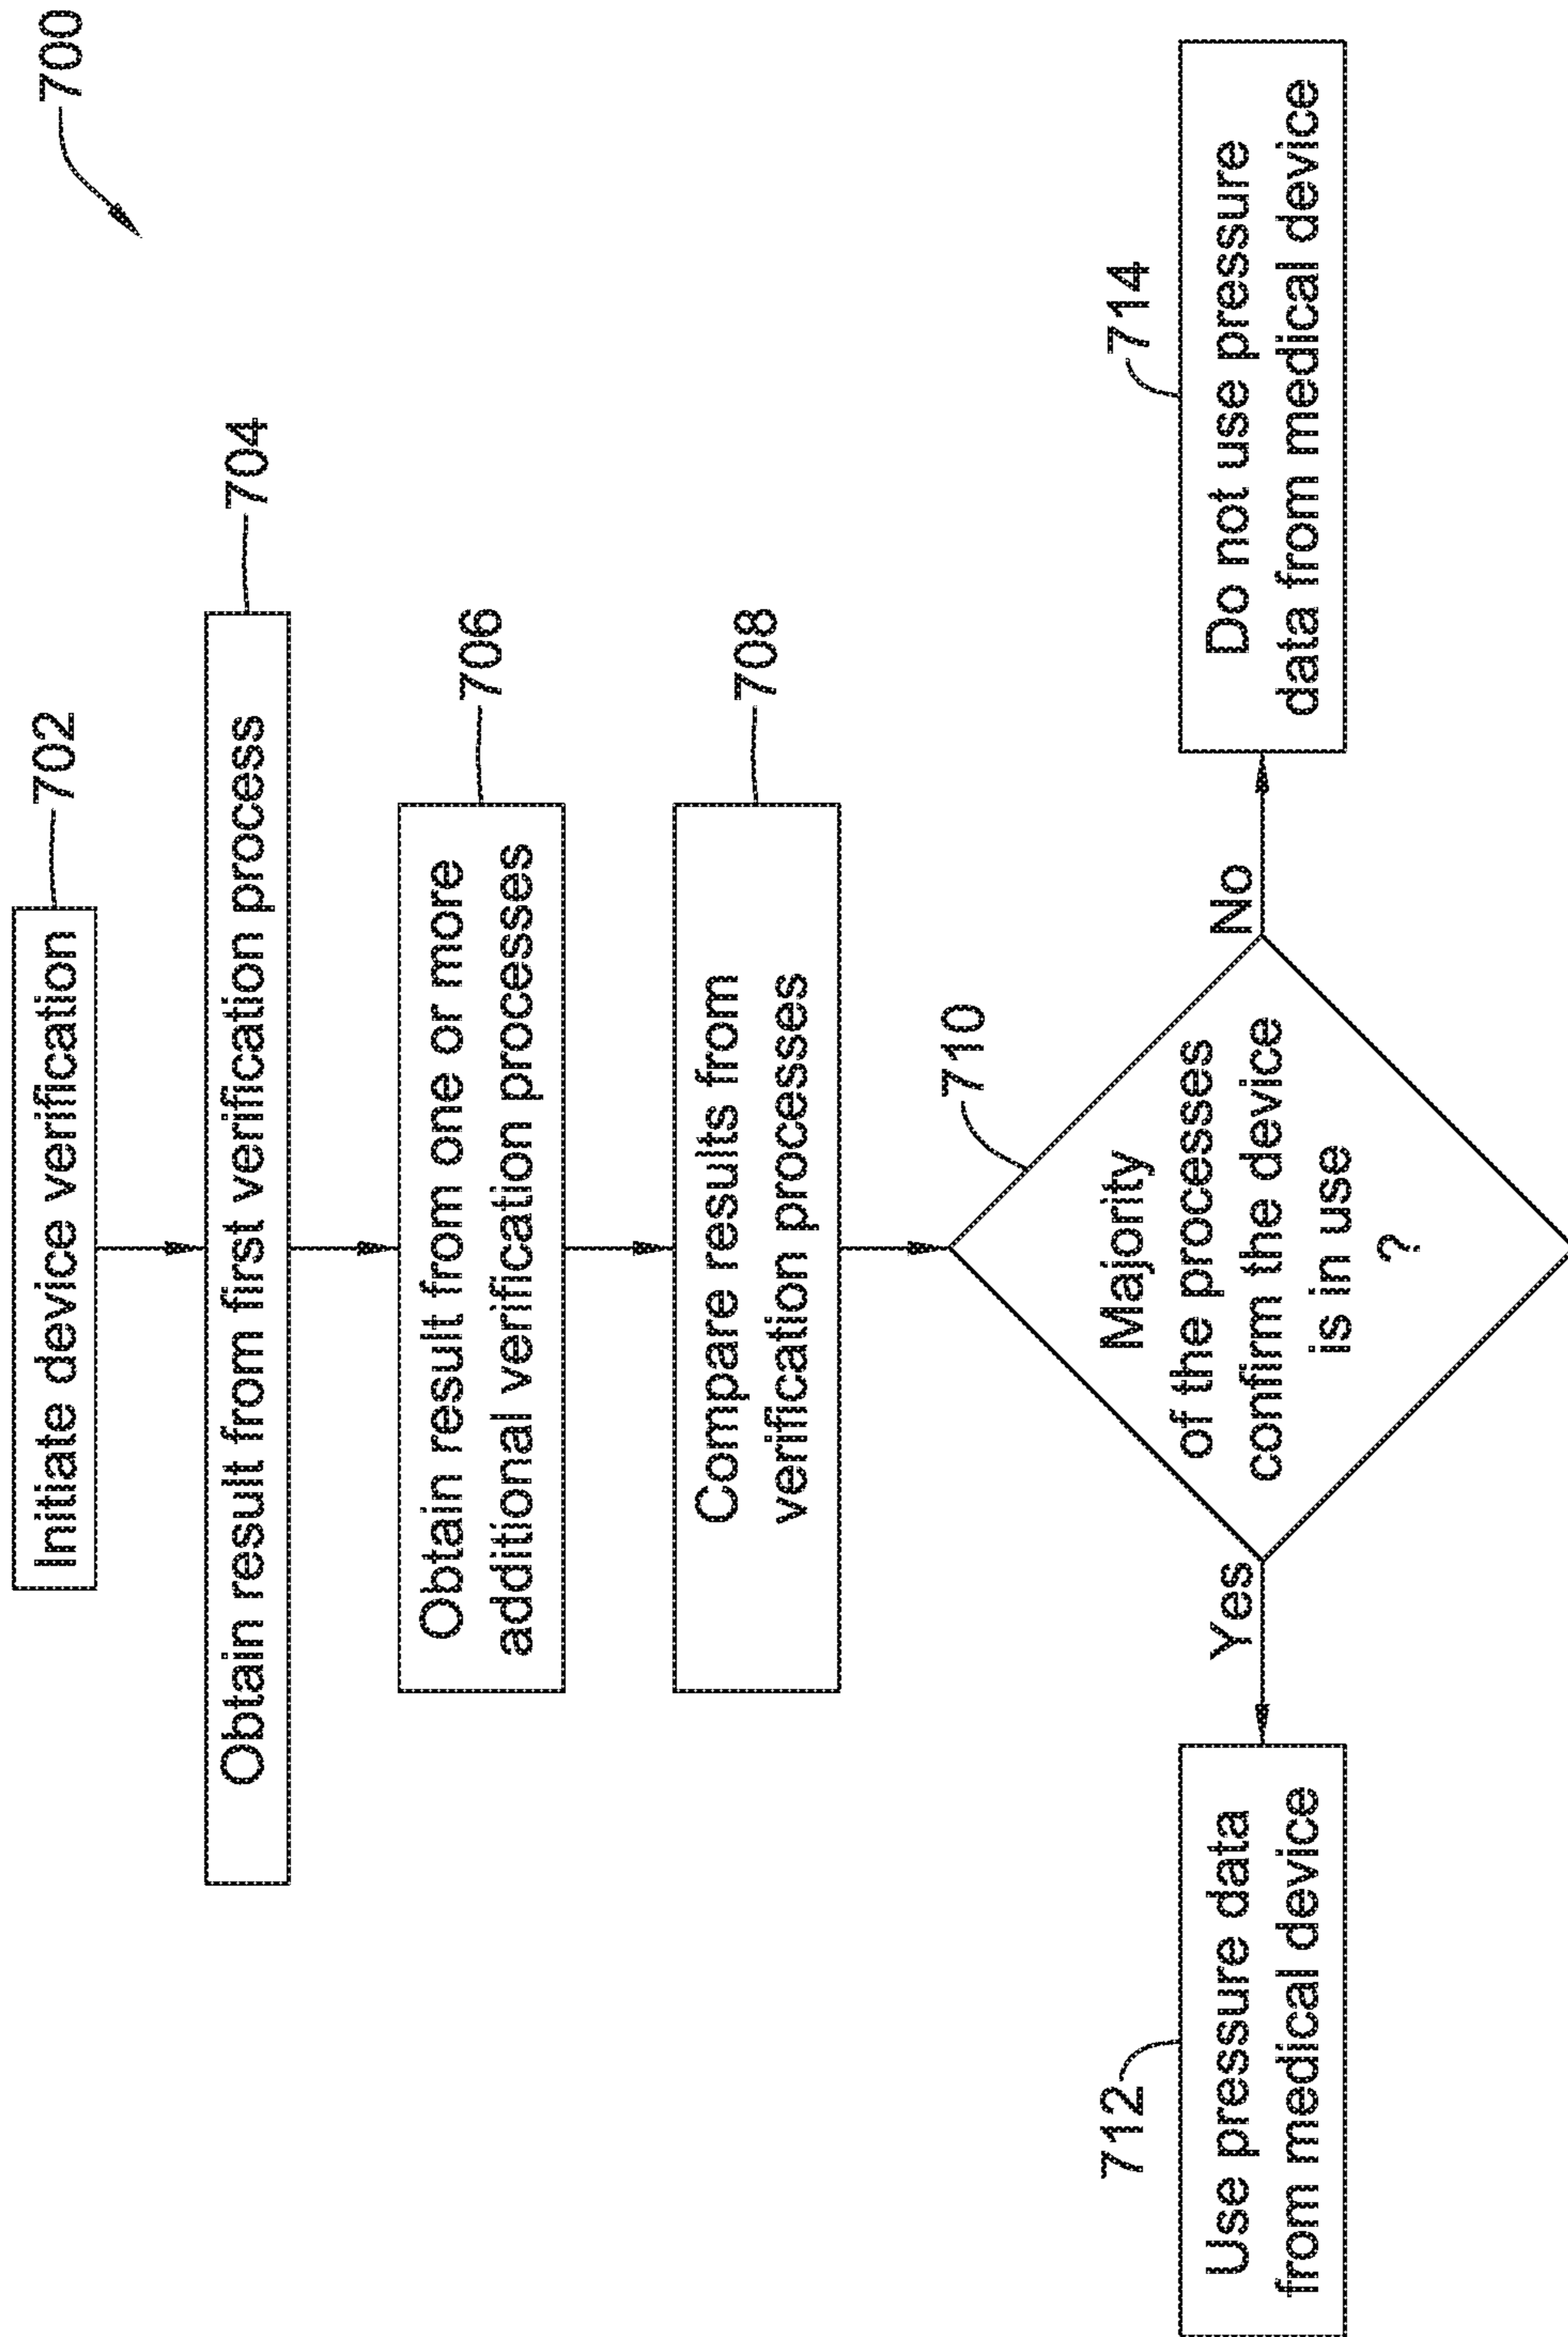 700
702
Initiate device verification
704
Obtain result from first verification process
706
Obtain result from one or more
additional verification processes
708
Compare results from
verification processes
710
Majority
of the processes
confirm the device
is in use
?
Yes
No
712
Use pressure data
from medical device
714
Do not use pressure
data from medical device